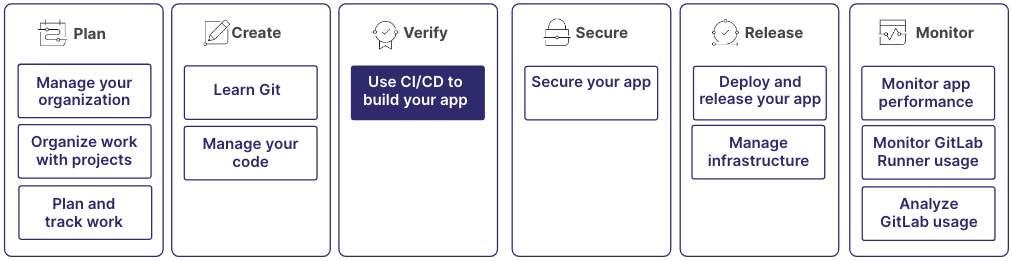 Plan
Manage your
organization
Organize work
with projects
Plan and
track work
Create
Learn Git
Manage your
code
Verify
Use CI/CD to
build your app
Secure
Secure your app
Release
Deploy and
release your app
Manage
infrastructure
Monitor
Monitor app
performance
Monitor GitLab
Runner usage
Analyze
GitLab usage